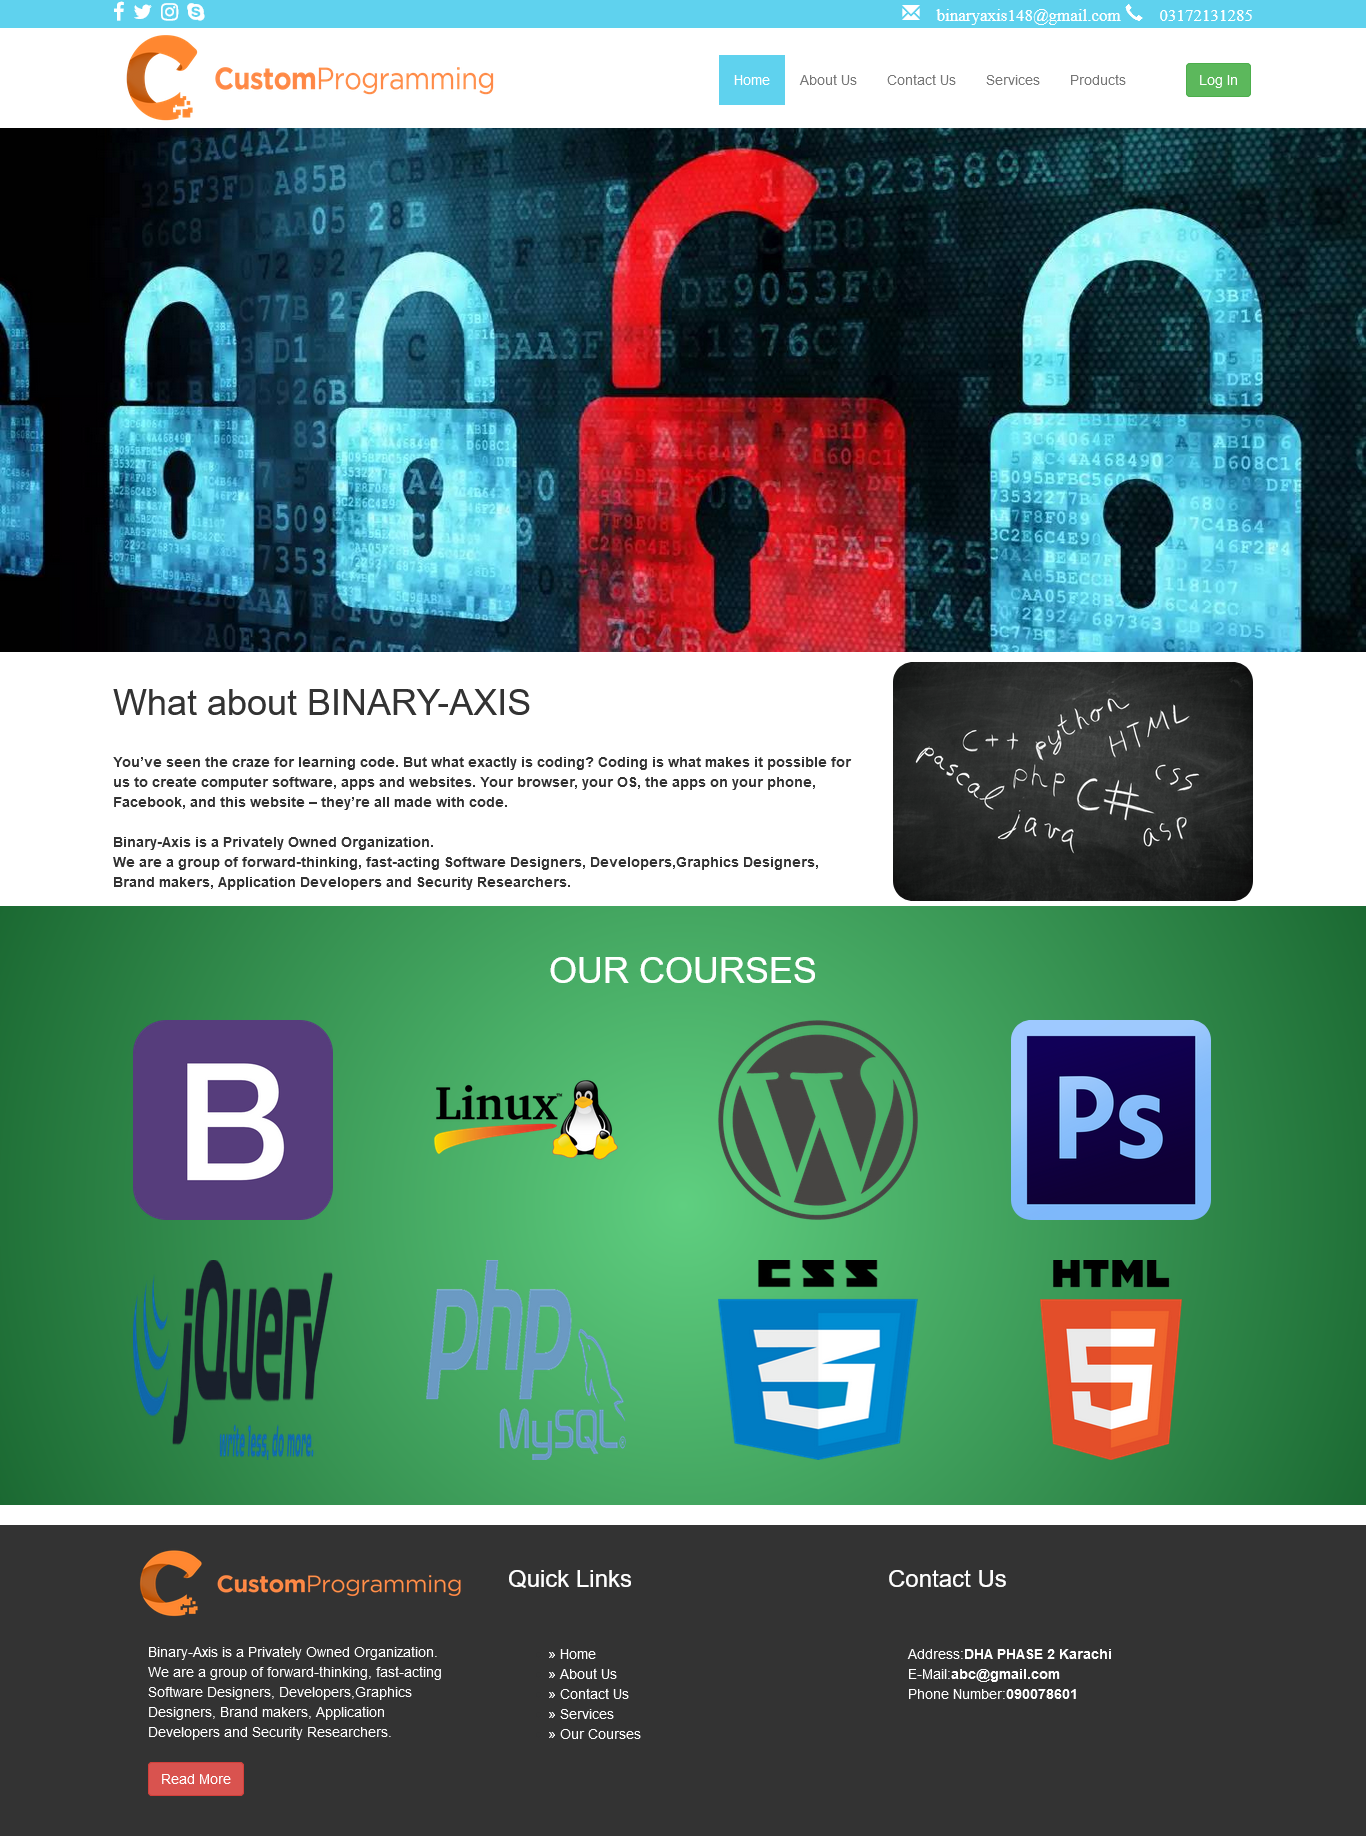 binaryaxis148@gmail.com 03172131285
CustomProgramming
Home About Us Contact Us Services Products Log In
What about BINARY-AXIS
You’ve seen the craze for learning code. But what exactly is coding? Coding is what makes it possible for
us to create computer software, apps and websites. Your browser, your OS, the apps on your phone,
Facebook, and this website – they’re all made with code.
Binary-Axis is a Privately Owned Organization.
We are a group of forward-thinking, fast-acting Software Designers, Developers,Graphics Designers,
Brand makers, Application Developers and Security Researchers.
C++ python HTML
pascal php C# css
java asp
OUR COURSES
B
Linux™
W
Ps
jQuery
write less, do more.
php
MySQL
CSS
3
HTML
5
CustomProgramming
Binary-Axis is a Privately Owned Organization.
We are a group of forward-thinking, fast-acting
Software Designers, Developers,Graphics
Designers, Brand makers, Application
Developers and Security Researchers.
Read More
Quick Links
» Home
» About Us
» Contact Us
» Services
» Our Courses
Contact Us
Address:DHA PHASE 2 Karachi
E-Mail:abc@gmail.com
Phone Number:090078601